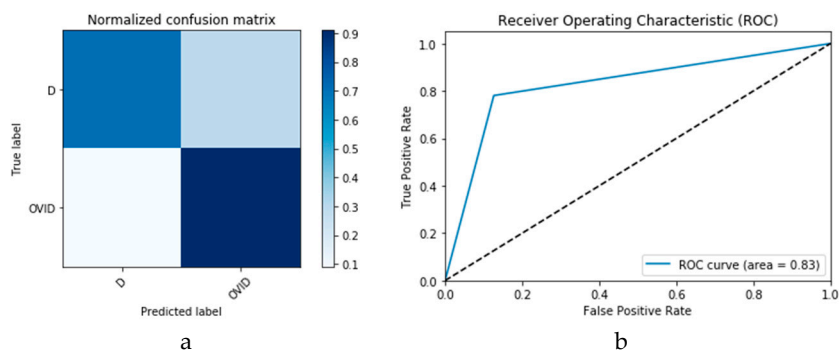 Normalized confusion matrix
D
OVID
True label
D
OVID
Predicted label
0.9
0.8
0.7
0.6
0.5
0.4
0.3
0.2
0.1
a
Receiver Operating Characteristic (ROC)
1.0
0.8
0.6
0.4
0.2
0.0
True Positive Rate
ROC curve (area = 0.83)
0.0 0.2 0.4 0.6 0.8 1.0
False Positive Rate
b